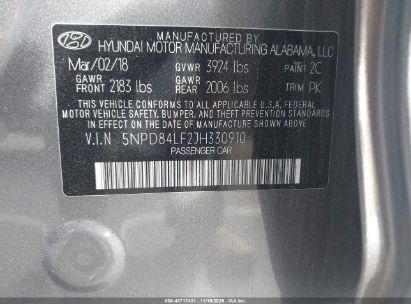 MANUFACTURED BY
HYUNDAI MOTOR MANUFACTURING ALABAMA, LLC
Mar/02/18 GVWR 3924 lbs PAINT 2C
GAWR FRONT 2183 lbs GAWR REAR 2006 lbs TRIM PK
THIS VEHICLE CONFORMS TO ALL APPLICABLE U.S.A. FEDERAL
MOTOR VEHICLE SAFETY, BUMPER, AND THEFT PREVENTION STANDARDS
IN EFFECT ON THE DATE OF MANUFACTURE SHOWN ABOVE.
V.I.N 5NPD84LF2JH330910
PASSENGER CAR